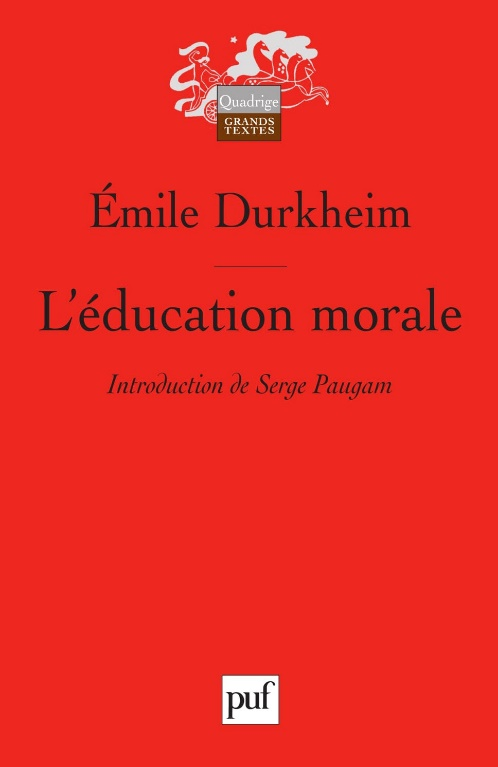 Quadrige
GRANDS
TEXTES
Émile Durkheim
L'éducation morale
Introduction de Serge Paugam
puf